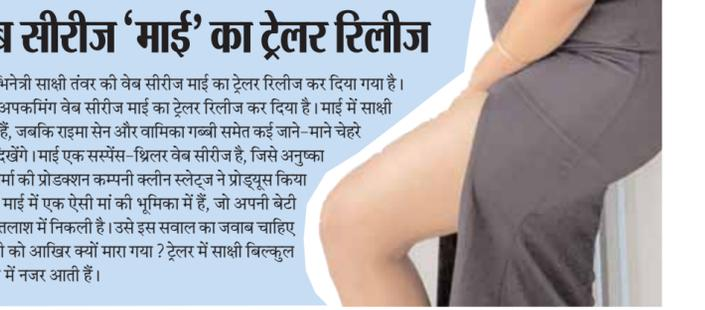 सीरीज ‘माई’ का ट्रेलर रिलीज
साक्षी तंवर की वेब सीरीज माई का ट्रेलर रिलीज कर दिया गया है।
अपकमिंग वेब सीरीज माई का ट्रेलर रिलीज कर दिया है। माई में साक्षी
हैं, जबकि राइमा सेन और वामिका गब्बी समेत कई जाने-माने चेहरे
दिखेंगे। माई एक सस्पेंस-थ्रिलर वेब सीरीज है, जिसे अनुष्का
की प्रोडक्शन कम्पनी क्लीन स्लेट्ज ने प्रोड्यूस किया
माई में एक ऐसी मां की भूमिका में हैं, जो अपनी बेटी
तलाश में निकली है। उसे इस सवाल का जवाब चाहिए
को आखिर क्यों मारा गया ? ट्रेलर में साक्षी बिल्कुल
में नजर आती हैं।